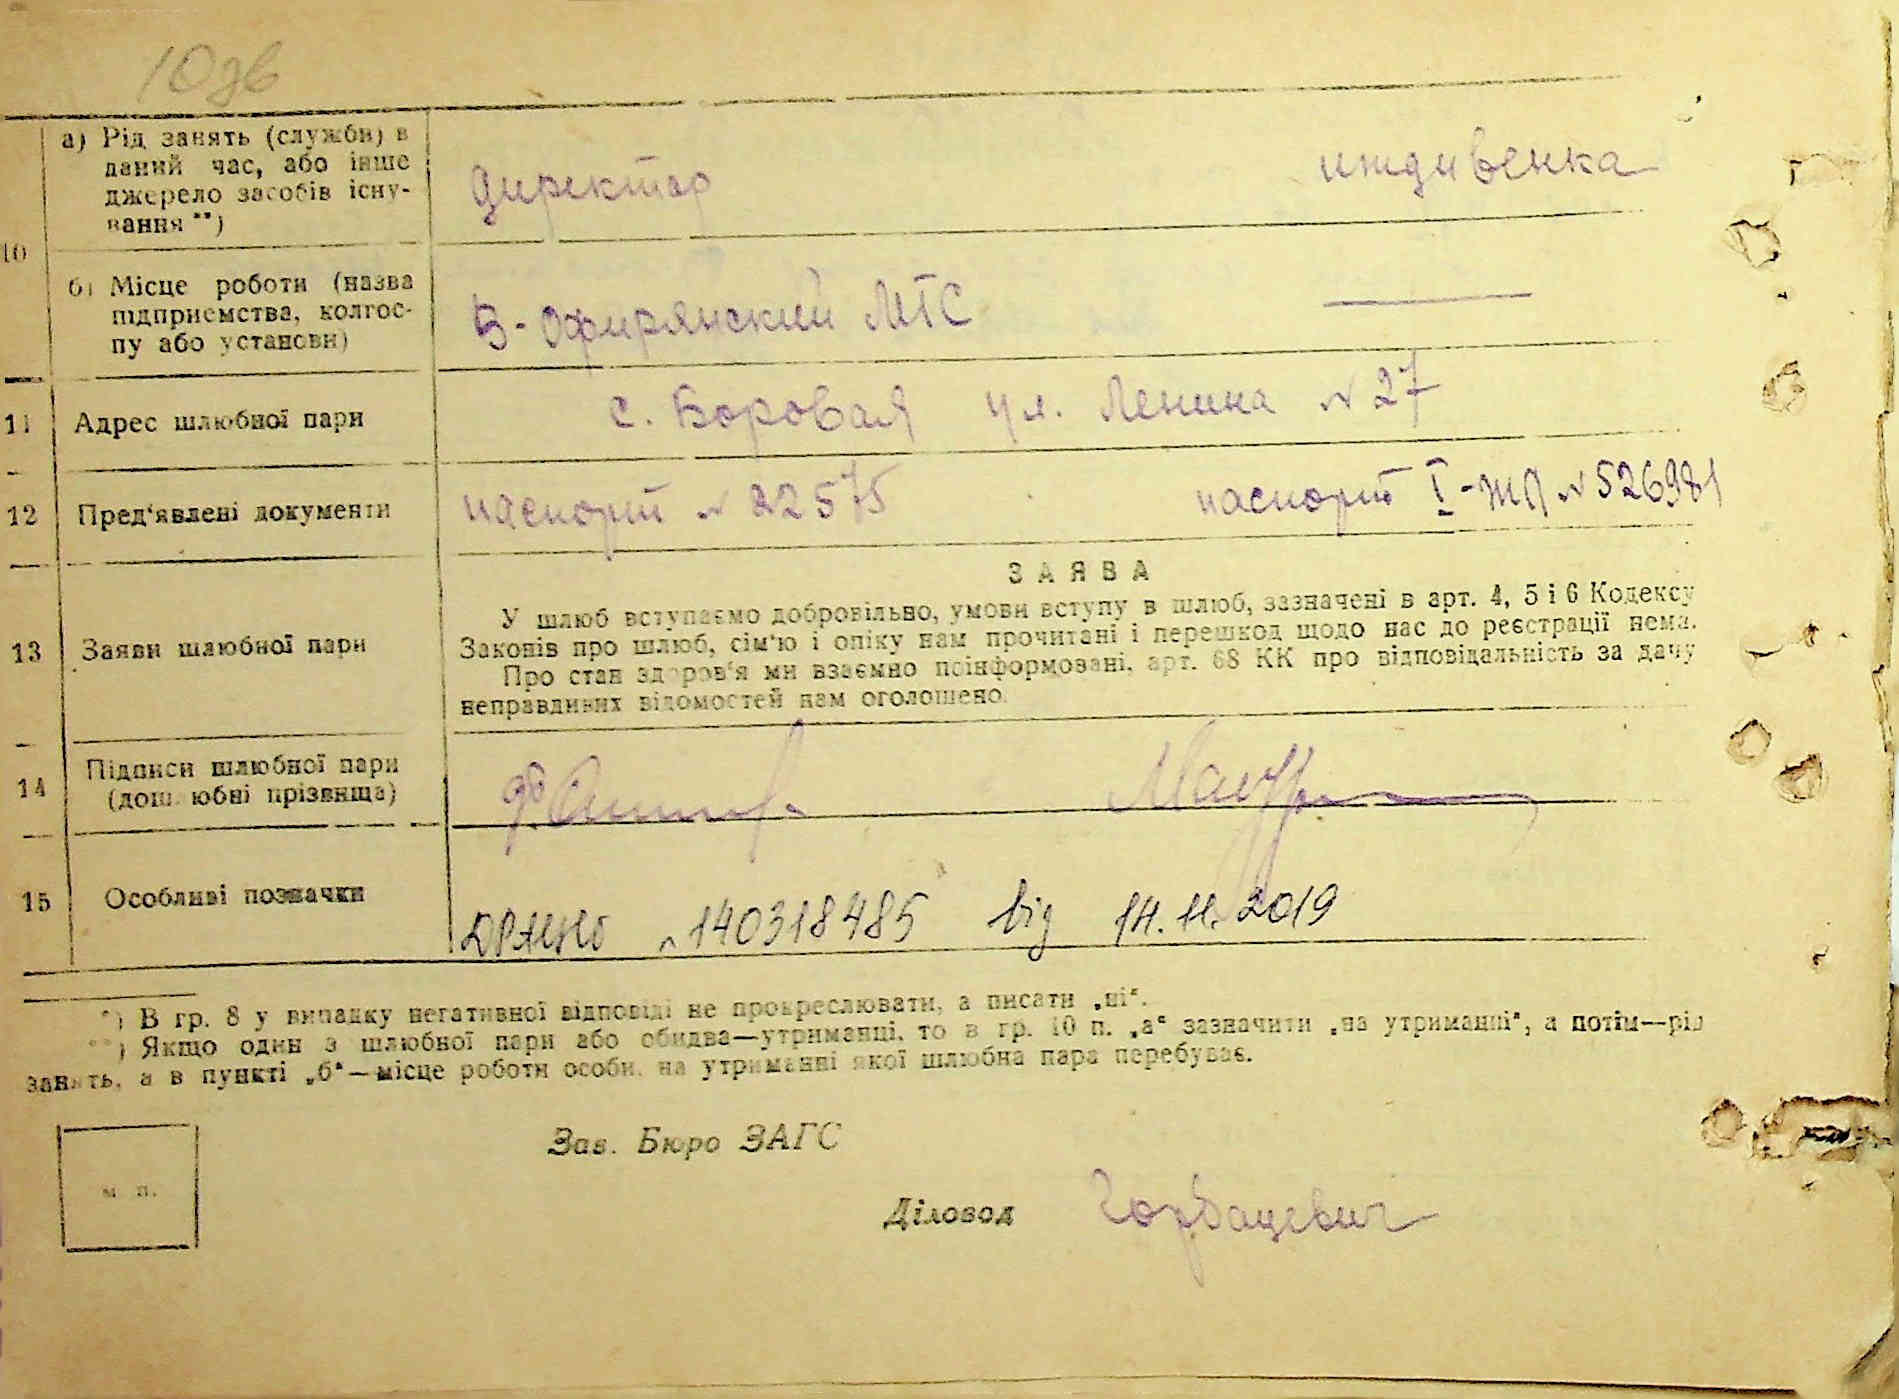 10зв
а) Рід занять (служби) в
даний час, або інше
джерело засобів існу-
вання **)
директор
иждивенка
10
б) Місце роботи (назва
підприємства, колгос-
пу або установи)
МТС
11 Адрес шлюбної пари
с. Боровая ул. Ленина № 27
12 Пред‘явлені документи
паспорт № 22575
паспорт I-ЖЛ № 526981
ЗАЯВА
13 Заяви шлюбної пари
У шлюб вступаємо добровільно, умови вступу в шлюб, зазначені в арт. 4, 5 і 6 Кодексу
Законів про шлюб, сім‘ю і опіку нам прочитані і перешкод щодо нас до реєстрації нема.
Про стан здоров‘я ми взаємно поінформовані, арт. 68 КК про відповідальність за дачу
неправдивих відомостей нам оголошено.
14 Підписи шлюбної пари
(дошлюбні прізвища)
15 Особливі позначки
№ 140318485 від 14.11.2019
*) В гр. 8 у випадку негативної відповіді не прокреслювати, а писати „ні“.
**) Якщо один з шлюбної пари або обидва—утриманці, то в гр. 10 п. „а“ зазначити „на утриманні“, а потім—рід
занять, а в пункті „б“—місце роботи особи, на утриманні якої шлюбна пара перебуває.
м п.
Зав. Бюро ЗАГС
Діловод Горбацевич